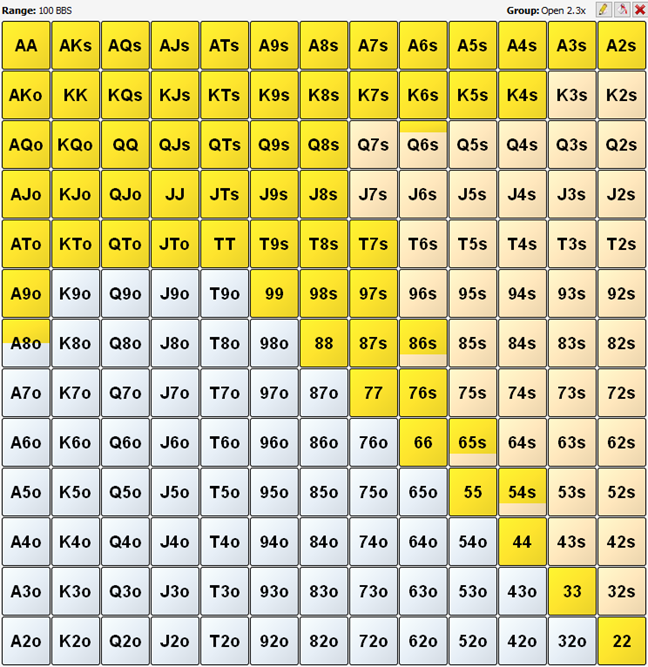 Range: 100 BBS Group: Open 2.3x
AA AKs AQs AJs ATs A9s A8s A7s A6s A5s A4s A3s A2s
AKo KK KQs KJs KTs K9s K8s K7s K6s K5s K4s K3s K2s
AQo KQo QQ QJs QTs Q9s Q8s Q7s Q6s Q5s Q4s Q3s Q2s
AJo KJo QJo JJ JTs J9s J8s J7s J6s J5s J4s J3s J2s
ATo KTo QTo JTo TT T9s T8s T7s T6s T5s T4s T3s T2s
A9o K9o Q9o J9o T9o 99 98s 97s 96s 95s 94s 93s 92s
A8o K8o Q8o J8o T8o 98o 88 87s 86s 85s 84s 83s 82s
A7o K7o Q7o J7o T7o 97o 87o 77 76s 75s 74s 73s 72s
A6o K6o Q6o J6o T6o 96o 86o 76o 66 65s 64s 63s 62s
A5o K5o Q5o J5o T5o 95o 85o 75o 65o 55 54s 53s 52s
A4o K4o Q4o J4o T4o 94o 84o 74o 64o 54o 44 43s 42s
A3o K3o Q3o J3o T3o 93o 83o 73o 63o 53o 43o 33 32s
A2o K2o Q2o J2o T2o 92o 82o 72o 62o 52o 42o 32o 22